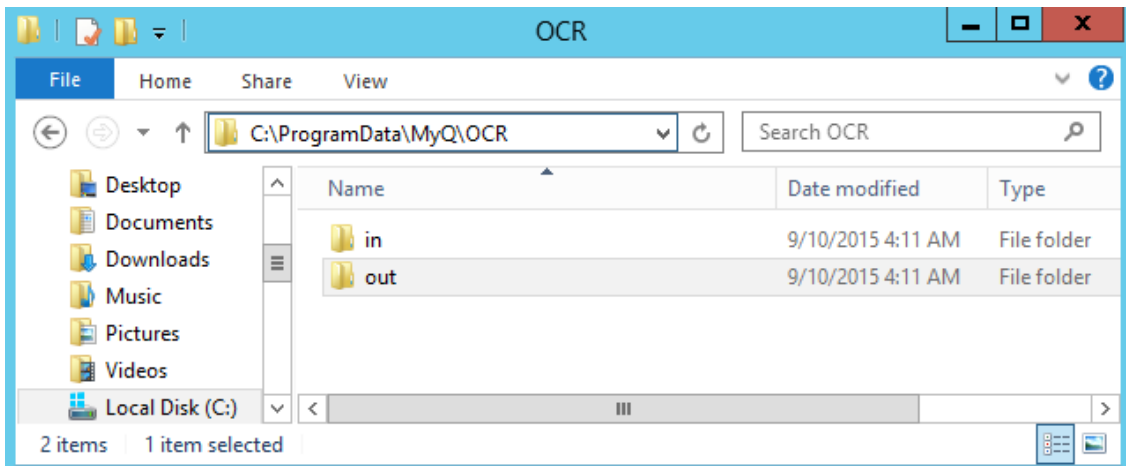 OCR
File Home Share View
C:\ProgramData\MyQ\OCR Search OCR
Desktop
Documents
Downloads
Music
Pictures
Videos
Local Disk (C:)
Name Date modified Type
in 9/10/2015 4:11 AM File folder
out 9/10/2015 4:11 AM File folder
2 items 1 item selected